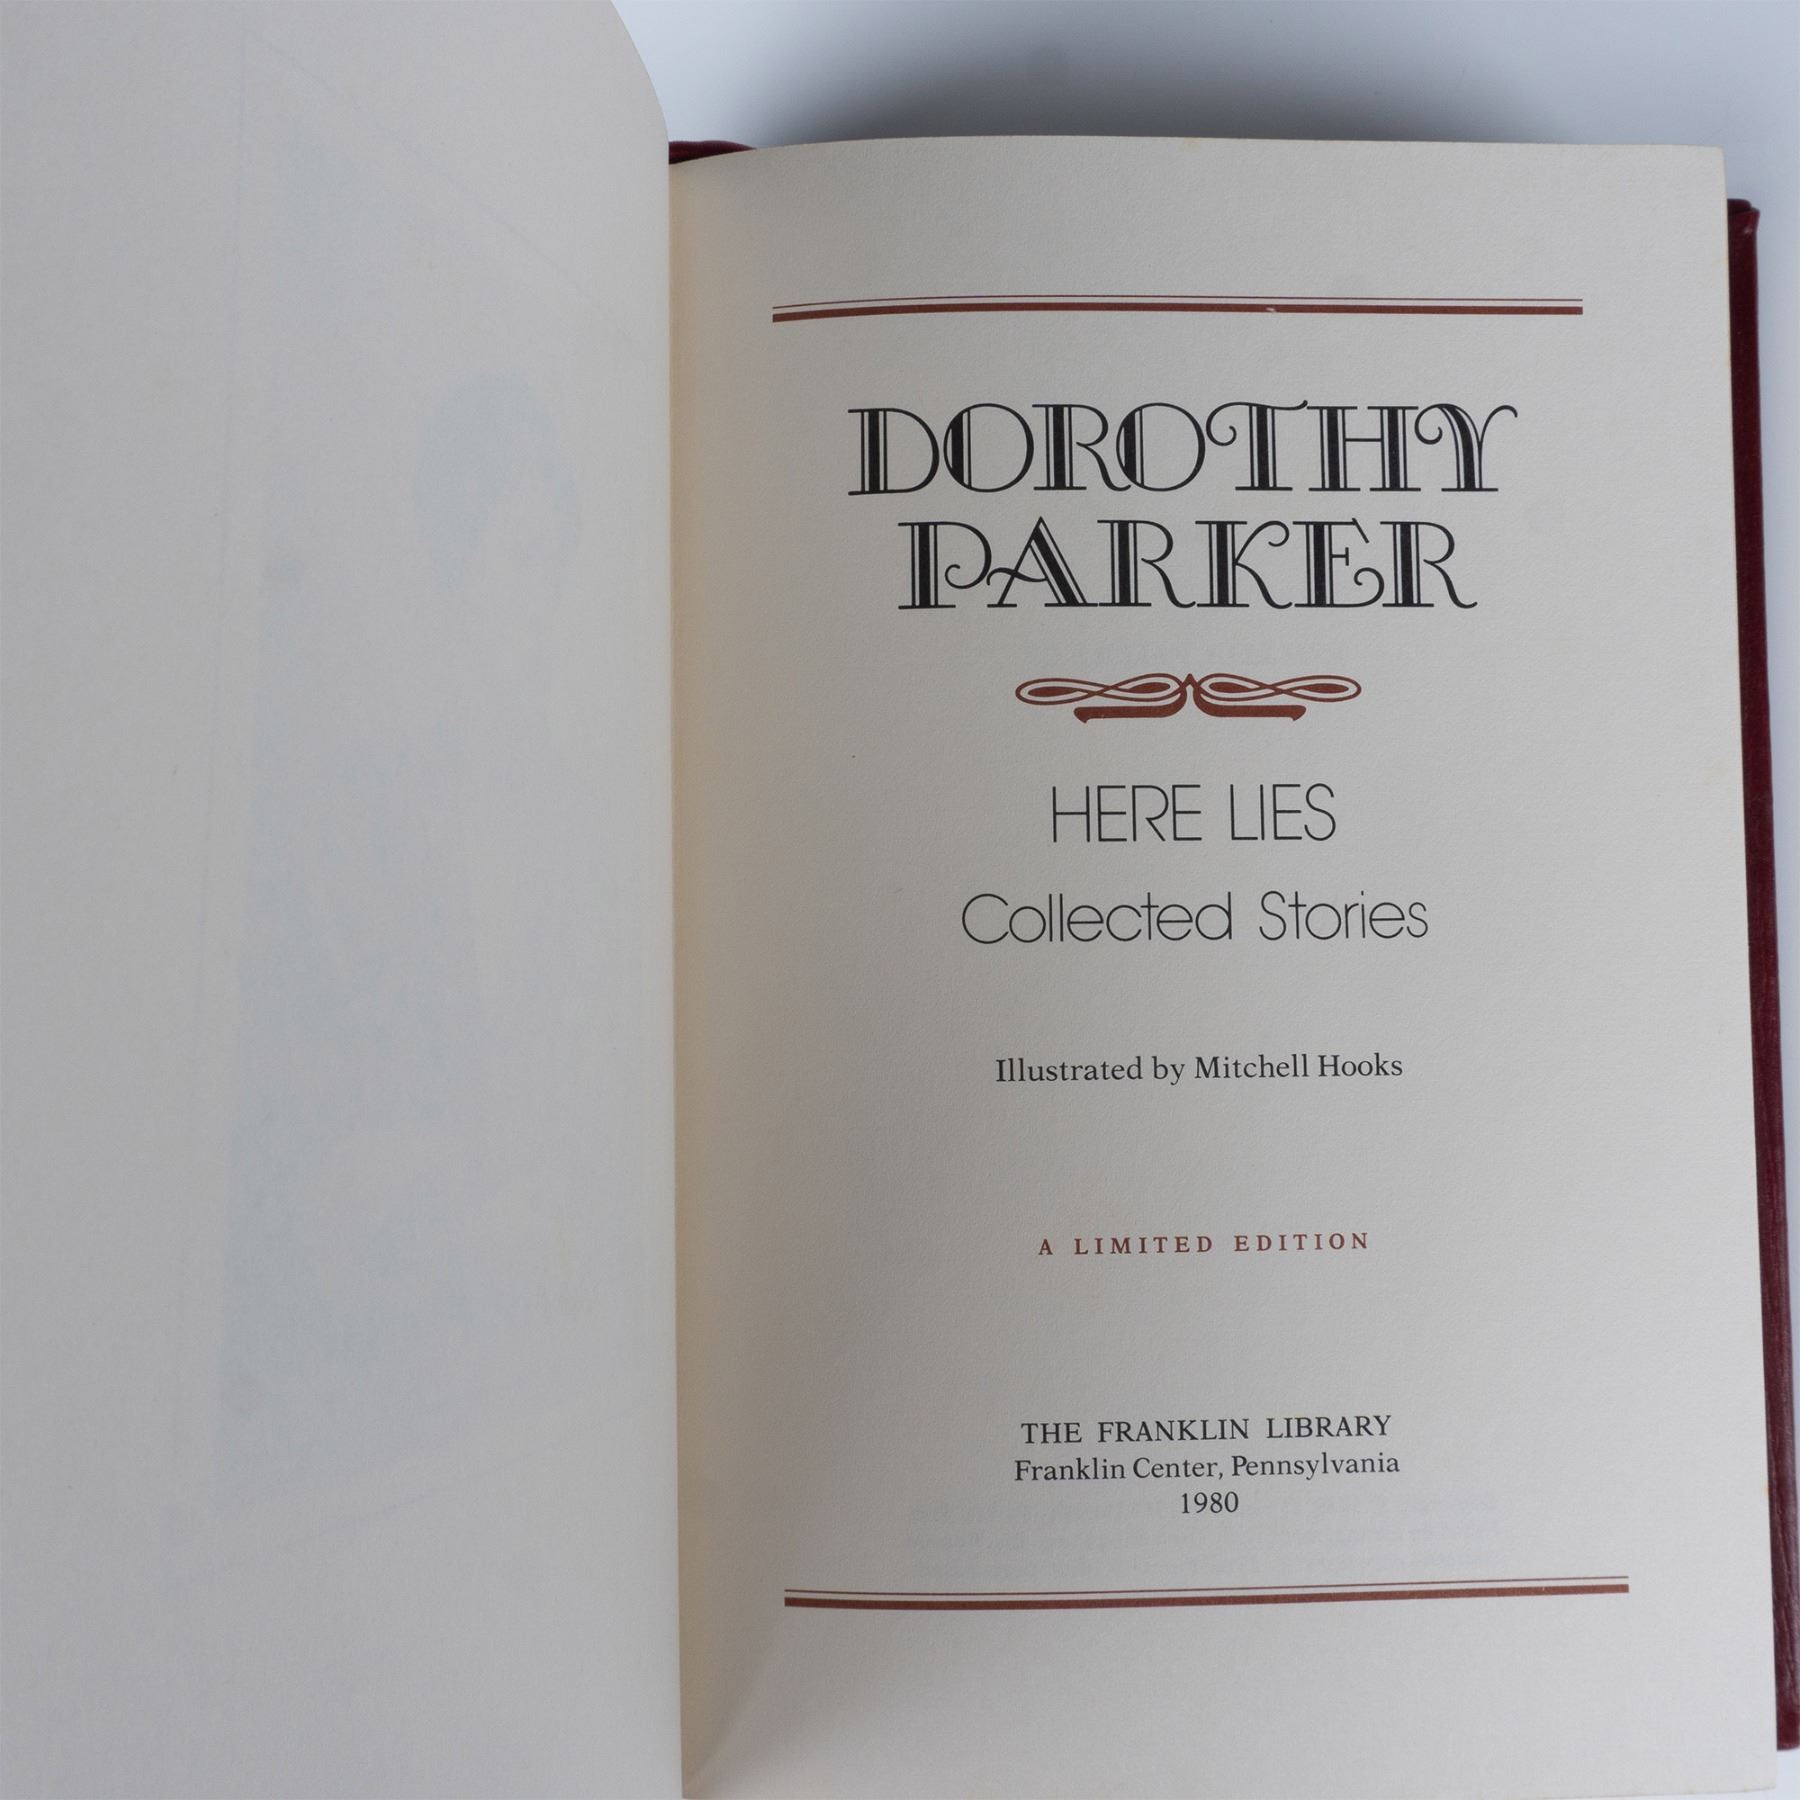 DOROTHY
PARKER
HERE LIES
Collected Stories
Illustrated by Mitchell Hooks
A LIMITED EDITION
THE FRANKLIN LIBRARY
Franklin Center, Pennsylvania
1980